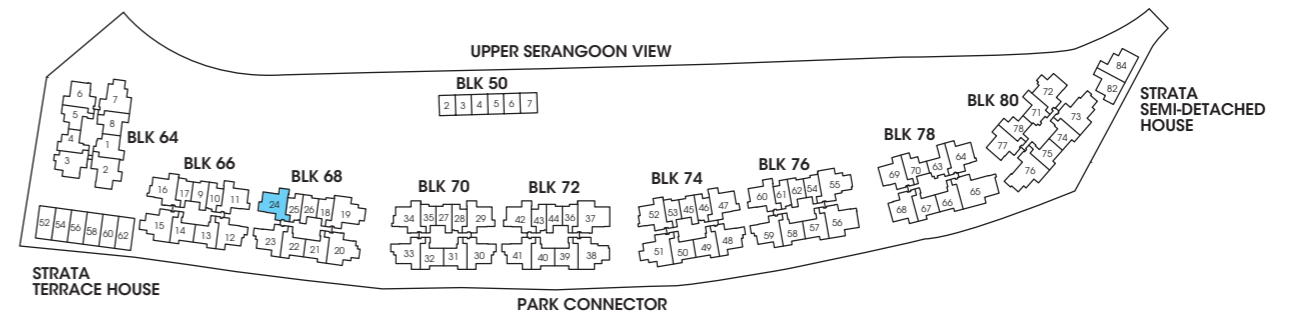 UPPER SERANGOON VIEW
BLK 50
2 3 4 5 6 7
STRATA
SEMI-DETACHED
HOUSE
84
82
BLK 80
72
71
73
78
74
77
75
76
BLK 64
6
7
5
8
4
1
3
2
BLK 66
16 17 9 10 11
15 14 13 12
BLK 68
24 25 26 18 19
23 22 21 20
BLK 70
34 35 27 28 29
33 32 31 30
BLK 72
42 43 44 36 37
41 40 39 38
BLK 74
52 53 45 46 47
51 50 49 48
BLK 76
60 61 62 54 55
59 58 57 56
BLK 78
69 70 63 64
68 67 66 65
52 54 56 58 60 62
STRATA
TERRACE HOUSE
PARK CONNECTOR